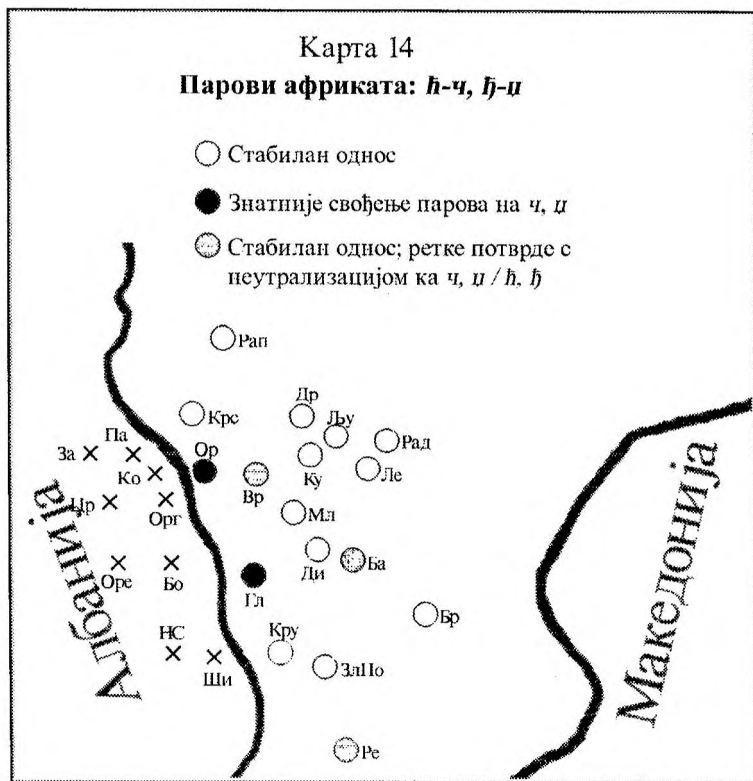 Карта 14
Парови африката: ћ-ч, ђ-џ
Стабилан однос
Знатније свођење парова на ч, џ
Стабилан однос; ретке потврде с
неутрализацијом ка ч, џ / ћ, ђ
Рап
Крс
Др
Љу
Рад
Па
За
Ор
Ку
Ле
Ко
Вр
Цр
Орг
Мл
Албанија
Македонија
Оре
Бо
Ди
Ба
Гл
Бр
НС
Кру
Ши
ЗлПо
Ре